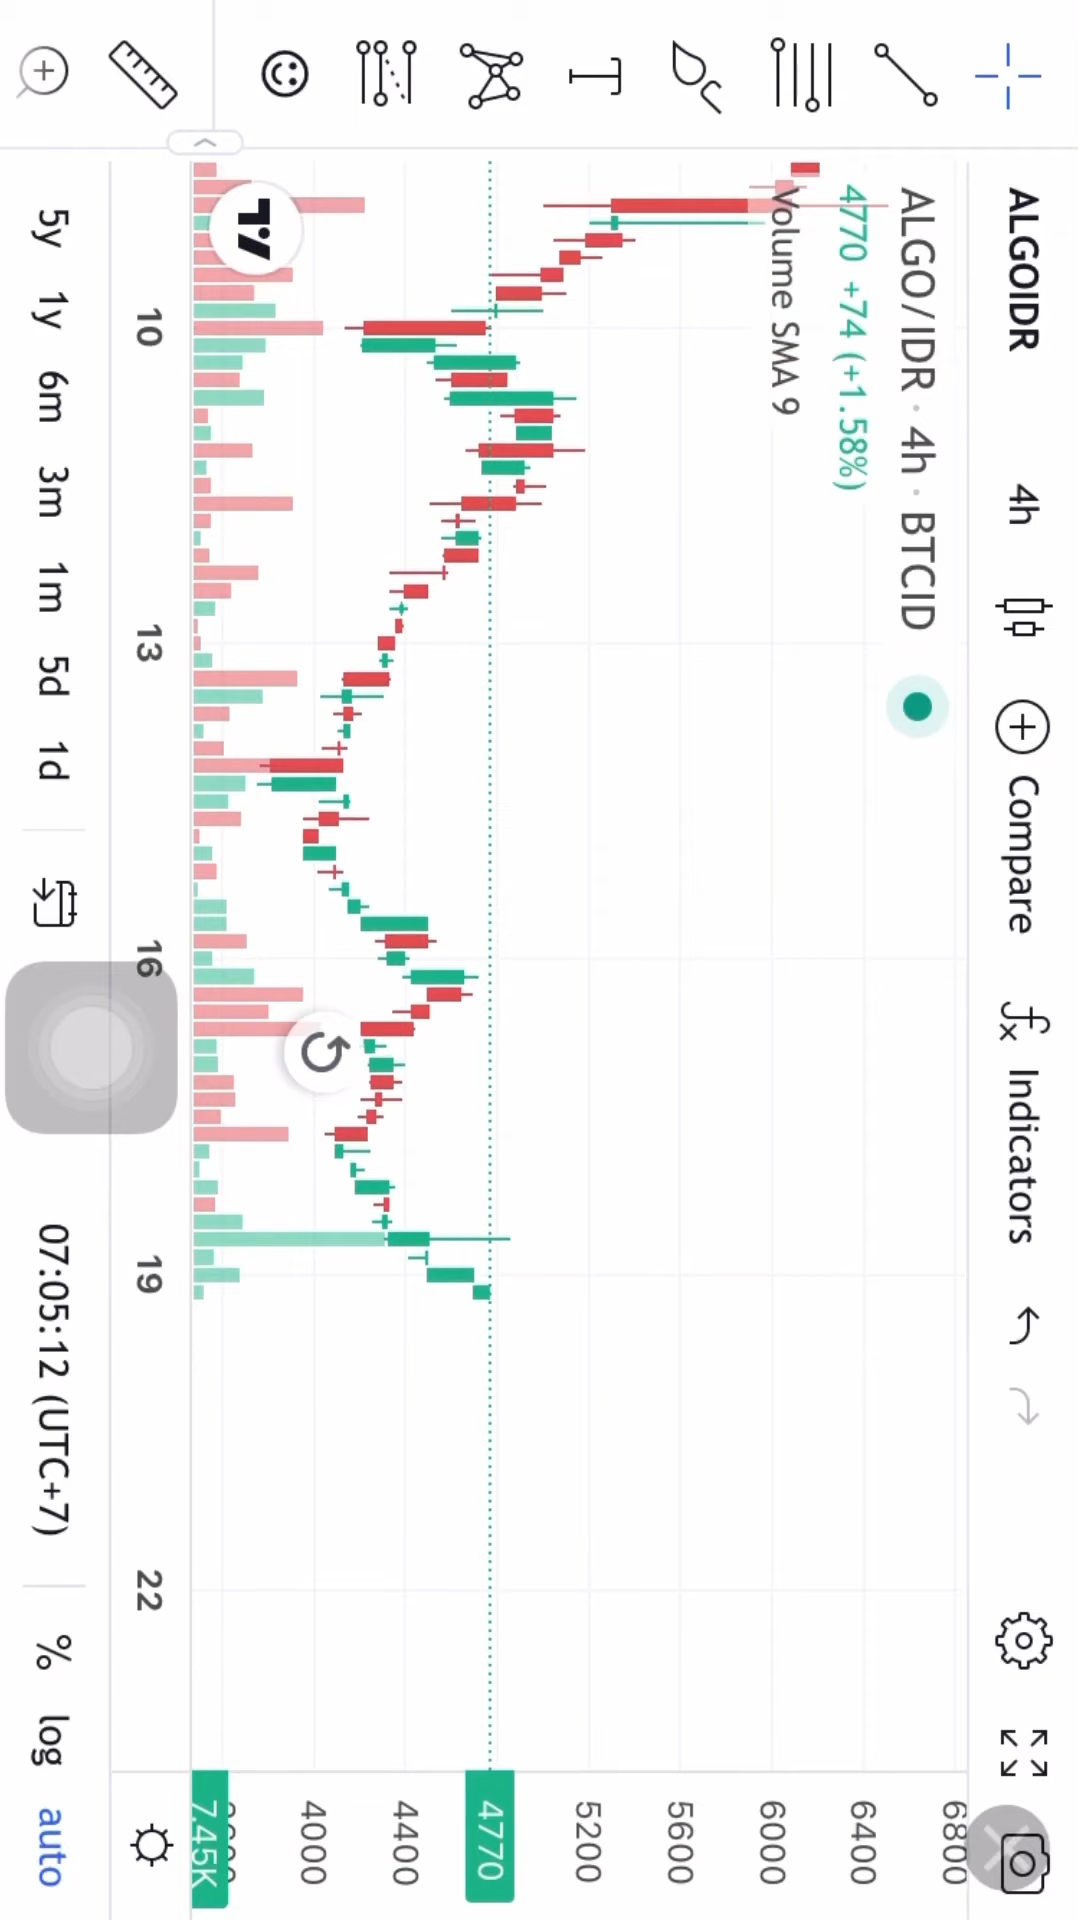 ALGOIDR 4h Compare fx Indicators
ALGO/IDR · 4h · BTCID
4770 +74 (+1.58%)
Volume SMA 9
6800
6400
6000
5600
5200
4770
4400
4000
7.45K
10 13 16 19 22
5y 1y 6m 3m 1m 5d 1d 07:05:12 (UTC+7) % log auto